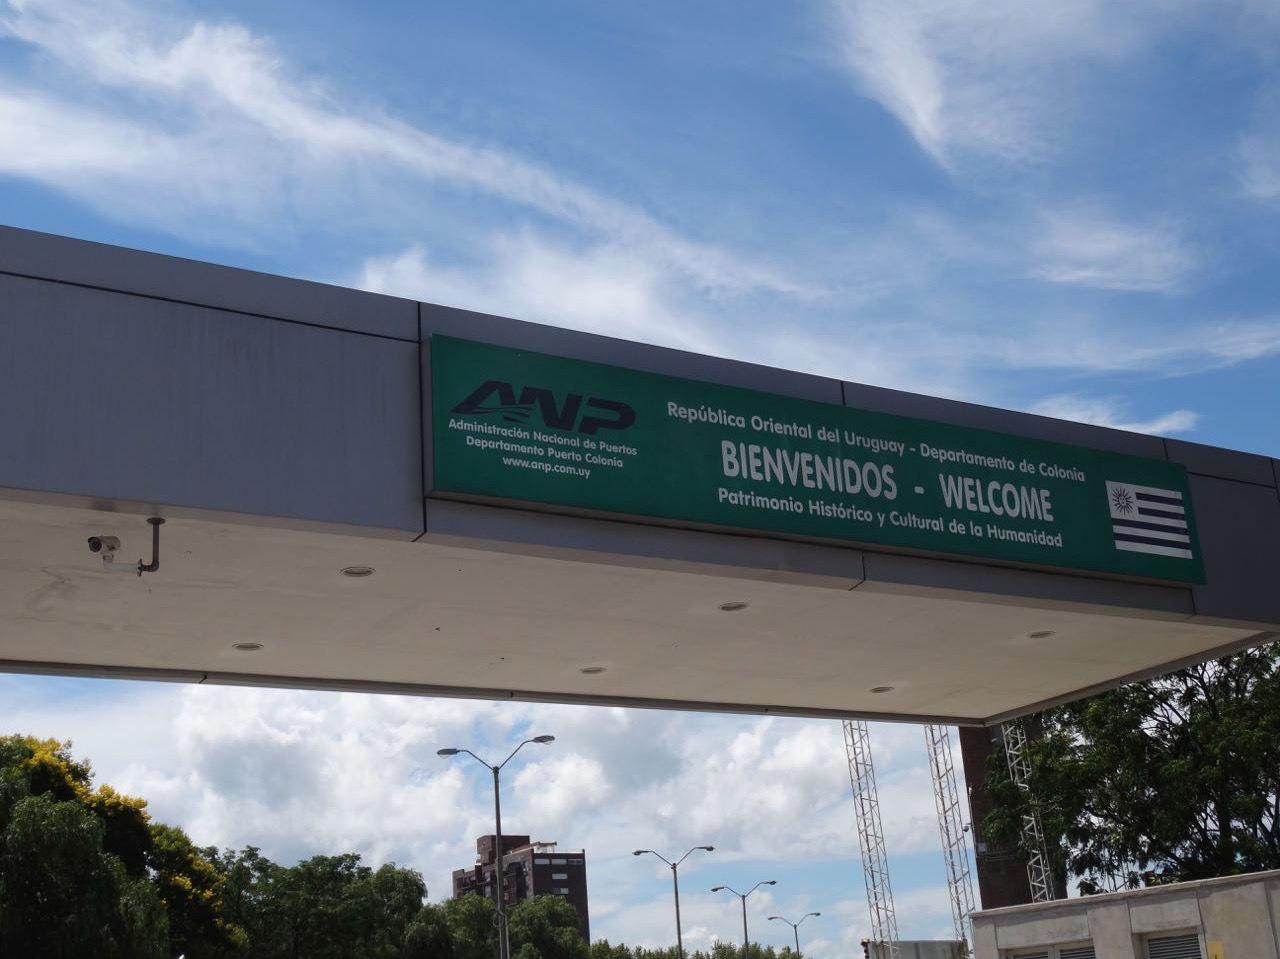 ANP
Administración Nacional de Puertos
Departamento Puerto Colonia
www.anp.com.uy
República Oriental del Uruguay - Departamento de Colonia
BIENVENIDOS - WELCOME
Patrimonio Histórico y Cultural de la Humanidad